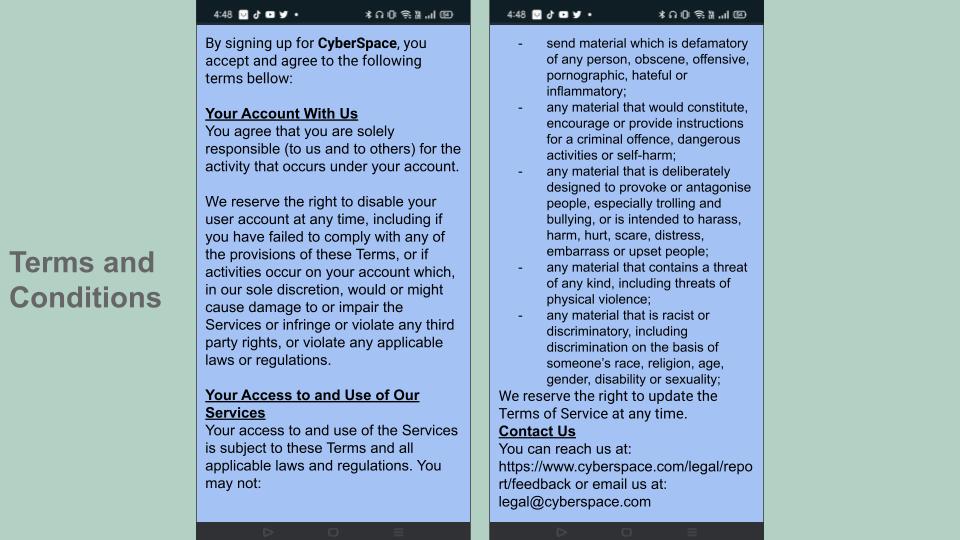 Terms and
Conditions
4:48
By signing up for CyberSpace, you
accept and agree to the following
terms bellow:
Your Account With Us
You agree that you are solely
responsible (to us and to others) for the
activity that occurs under your account.
We reserve the right to disable your
user account at any time, including if
you have failed to comply with any of
the provisions of these Terms, or if
activities occur on your account which,
in our sole discretion, would or might
cause damage to or impair the
Services or infringe or violate any third
party rights, or violate any applicable
laws or regulations.
Your Access to and Use of Our
Services
Your access to and use of the Services
is subject to these Terms and all
applicable laws and regulations. You
may not:
4:48
- send material which is defamatory
of any person, obscene, offensive,
pornographic, hateful or
inflammatory;
- any material that would constitute,
encourage or provide instructions
for a criminal offence, dangerous
activities or self-harm;
- any material that is deliberately
designed to provoke or antagonise
people, especially trolling and
bullying, or is intended to harass,
harm, hurt, scare, distress,
embarrass or upset people;
- any material that contains a threat
of any kind, including threats of
physical violence;
- any material that is racist or
discriminatory, including
discrimination on the basis of
someone's race, religion, age,
gender, disability or sexuality;
We reserve the right to update the
Terms of Service at any time.
Contact Us
You can reach us at:
https://www.cyberspace.com/legal/repo
rt/feedback or email us at:
legal@cyberspace.com